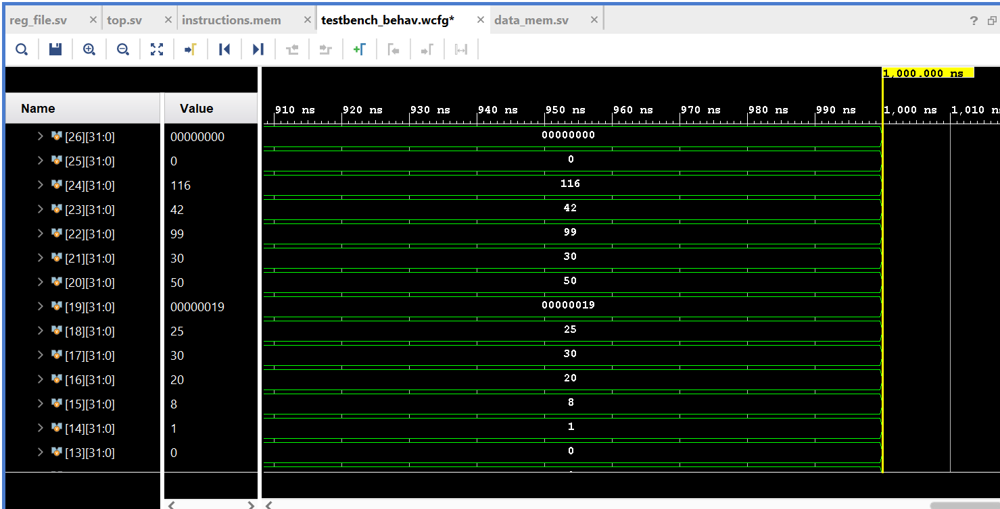 reg_file.sv top.sv instructions.mem testbench_behav.wcfg* data_mem.sv ?
1,000.000 ns
Name Value 910 ns 920 ns 930 ns 940 ns 950 ns 960 ns 970 ns 980 ns 990 ns 1,000 ns 1,010 ns
[26][31:0] 00000000 00000000
[25][31:0] 0 0
[24][31:0] 116 116
[23][31:0] 42 42
[22][31:0] 99 99
[21][31:0] 30 30
[20][31:0] 50 50
[19][31:0] 00000019 00000019
[18][31:0] 25 25
[17][31:0] 30 30
[16][31:0] 20 20
[15][31:0] 8 8
[14][31:0] 1 1
[13][31:0] 0 0